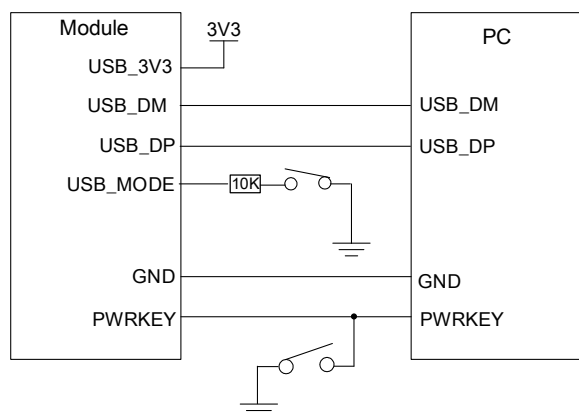 Module
3V3
PC
USB_3V3
USB_DM
USB_DM
USB_DP
USB_DP
USB_MODE
10K
GND
GND
PWRKEY
PWRKEY